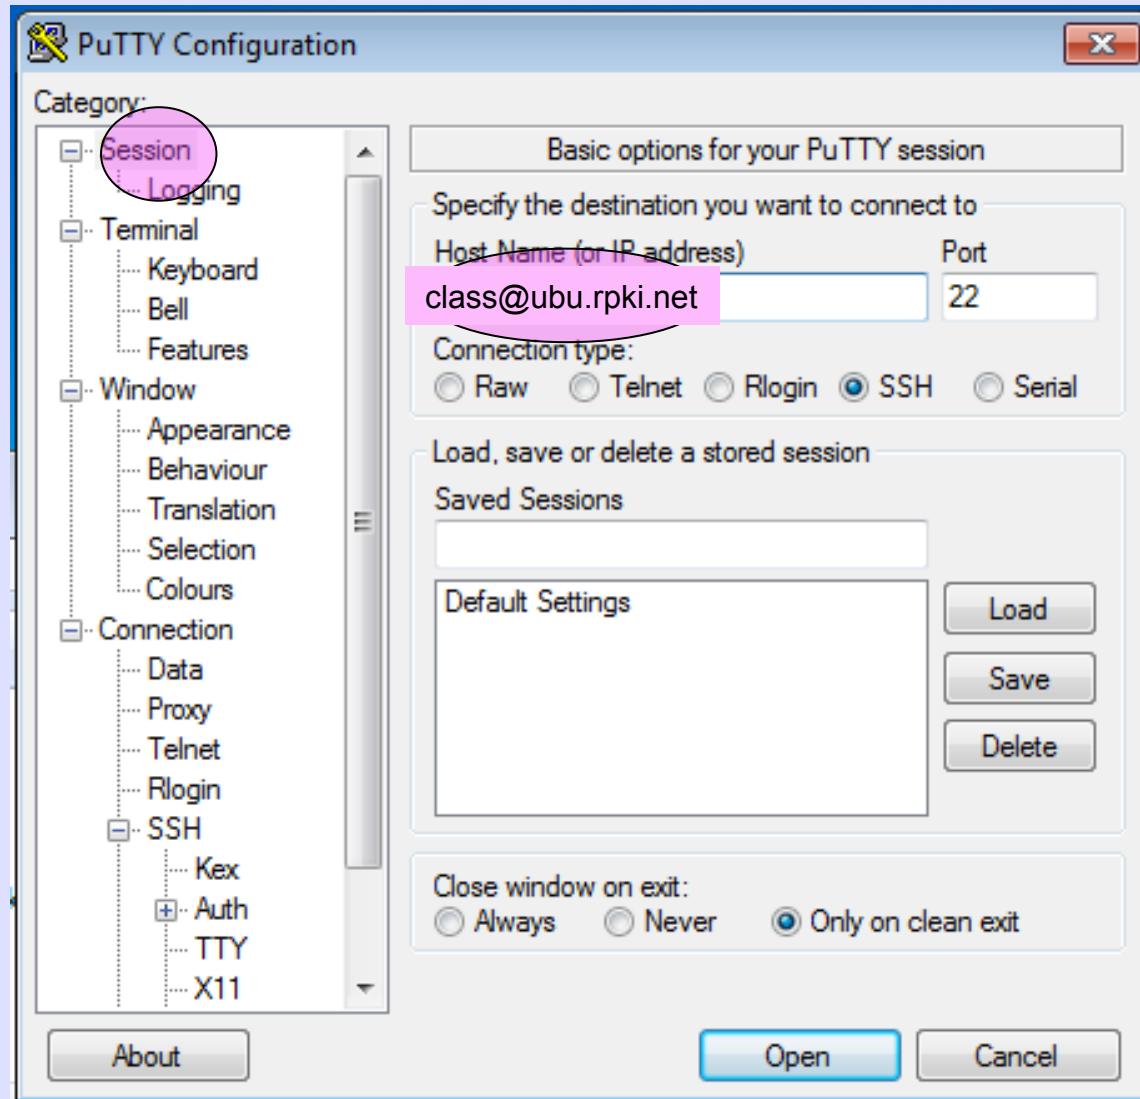 PuTTY Configuration
Category:
Session
Logging
Terminal
Keyboard
Bell
Features
Window
Appearance
Behaviour
Translation
Selection
Colours
Connection
Data
Proxy
Telnet
Rlogin
SSH
Kex
Auth
TTY
X11
Basic options for your PuTTY session
Specify the destination you want to connect to
Host Name (or IP address) Port
class@ubu.rpki.net 22
Connection type:
Raw Telnet Rlogin SSH Serial
Load, save or delete a stored session
Saved Sessions
Default Settings
Load
Save
Delete
Close window on exit:
Always Never Only on clean exit
About Open Cancel